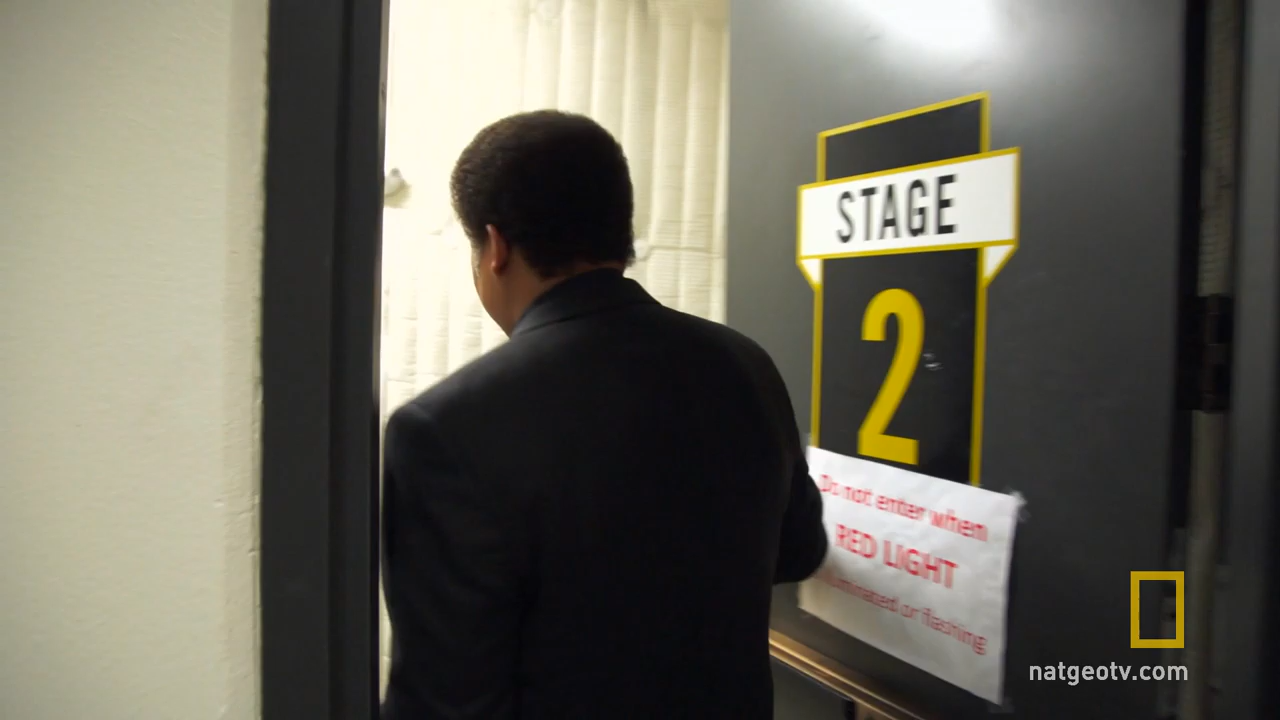 STAGE
2
Do not enter when
RED LIGHT
illuminated or flashing
natgeotv.com